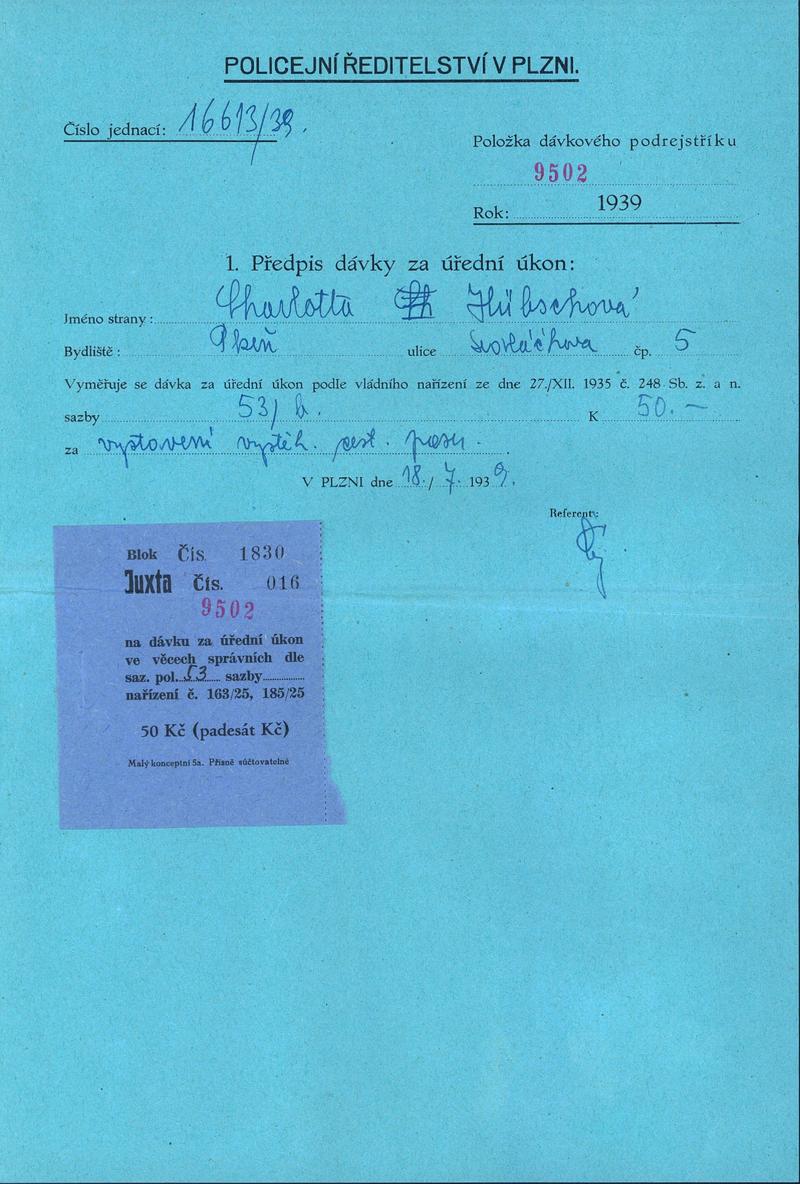 POLICEJNÍ ŘEDITELSTVÍ V PLZNI.
Číslo jednací: 16613/39.
Položka dávkového podrejstříku
9502
Rok: 1939
1. Předpis dávky za úřední úkon:
Jméno strany: Charlotta Hübschová
Bydliště: Plzeň ulice čp. 5
Vyměřuje se dávka za úřední úkon podle vládního nařízení ze dne 27./XII. 1935 č. 248 Sb. z. a n.
sazby 53/ b. K 50.—
za vystavení vystěh. cest. pasu.
V PLZNI dne 18./7. 1939.
Referent:
Blok Čís. 1830
Juxta Čís. 016
9502
na dávku za úřední úkon
ve věcech správních dle
saz. pol. 53 sazby
nařízení č. 163/25, 185/25
50 Kč (padesát Kč)
Malý konceptní 5a. Přísně súčtovatelné